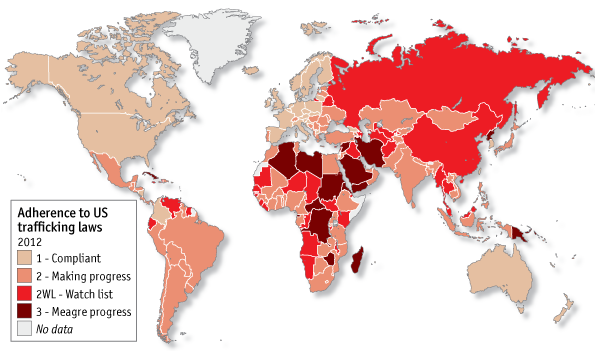 Adherence to US
trafficking laws
2012
1 - Compliant
2 - Making progress
2WL - Watch list
3 - Meagre progress
No data